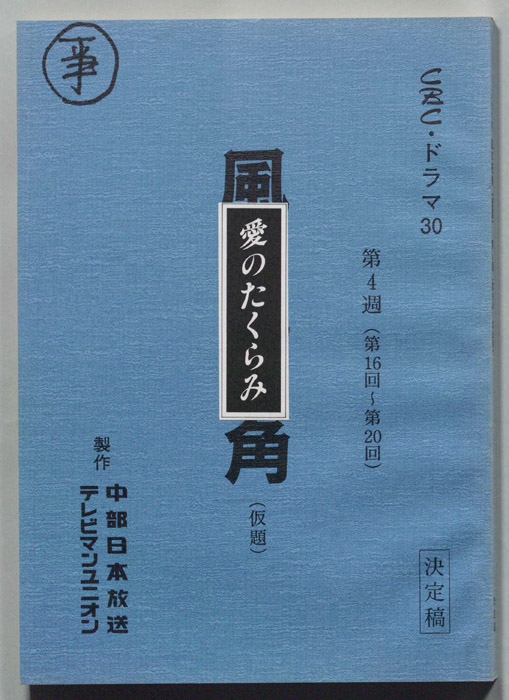 CBC・ドラマ30
第4週（第16回〜第20回）
決定稿
風
愛のたくらみ
角
（仮題）
製作
中部日本放送
テレビマンユニオン